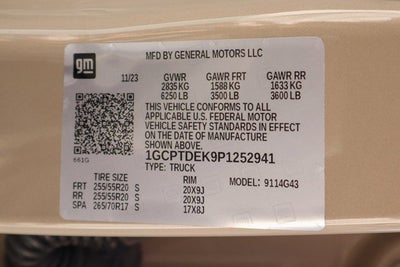 gm
MFD BY GENERAL MOTORS LLC
11/23 GVWR GAWR FRT GAWR RR
2835 KG 1588 KG 1633 KG
6250 LB 3500 LB 3600 LB
THIS VEHICLE CONFORMS TO ALL
APPLICABLE U.S. FEDERAL MOTOR
VEHICLE SAFETY STANDARDS IN EFFECT
ON THE DATE OF MANUFACTURE
SHOWN ABOVE.
661G 1GCPTDEK9P1252941
TYPE: TRUCK
TIRE SIZE RIM MODEL: 9114G43
FRT 255/55R20 S 20X9J
RR 255/55R20 S 20X9J
SPA 265/70R17 S 17X8J